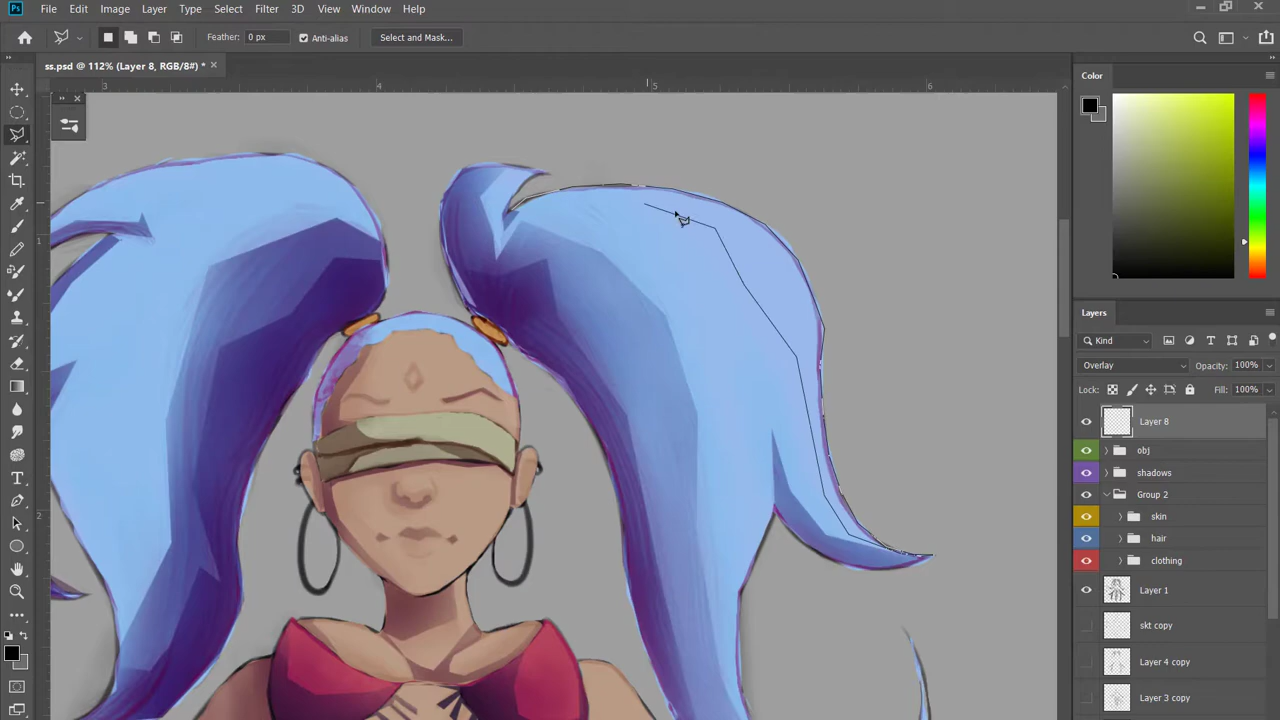 Ps File Edit Image Layer Type Select Filter 3D View Window Help
Feather: 0 px Anti-alias Select and Mask...
ss.psd @ 112% (Layer 8, RGB/8#) *
3 4 5 6
1
2
Color
Layers
Kind
Overlay Opacity: 100%
Lock: Fill: 100%
Layer 8
obj
shadows
Group 2
skin
hair
clothing
Layer 1
skt copy
Layer 4 copy
Layer 3 copy